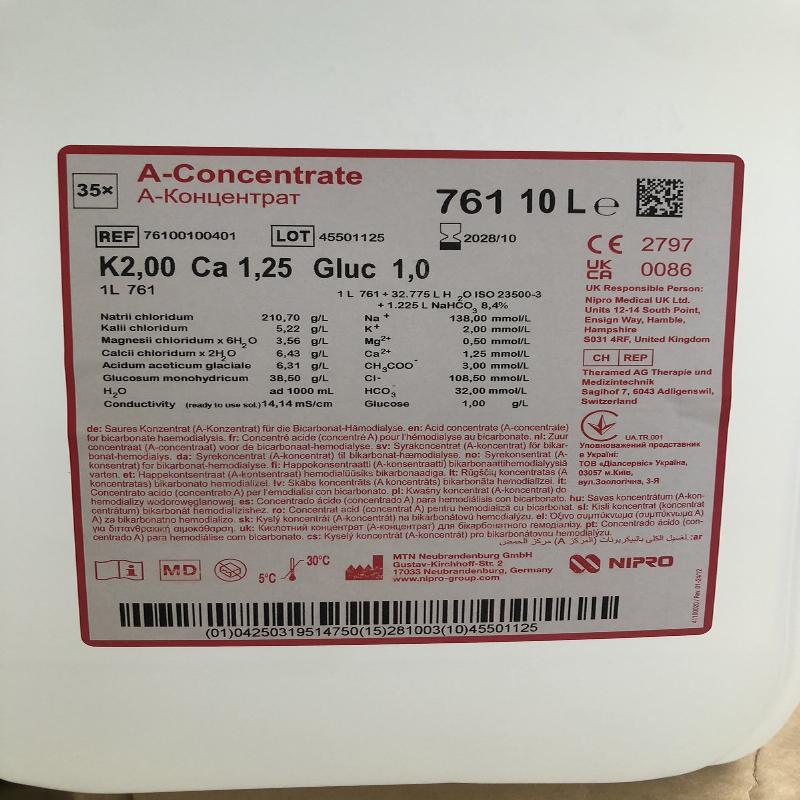 35×
A-Concentrate
А-Концентрат
761 10 L e
REF 76100100401 LOT 45501125 2028/10
K2,00 Ca 1,25 Gluc 1,0
1L 761
1 L 761 + 32.775 L H2O ISO 23500-3
+ 1.225 L NaHCO3 8,4%
Natrii chloridum 210,70 g/L Na+ 138,00 mmol/L
Kalii chloridum 5,22 g/L K+ 2,00 mmol/L
Magnesii chloridum x 6H2O 3,56 g/L Mg2+ 0,50 mmol/L
Calcii chloridum x 2H2O 6,43 g/L Ca2+ 1,25 mmol/L
Acidum aceticum glaciale 6,31 g/L CH3COO- 3,00 mmol/L
Glucosum monohydricum 38,50 g/L Cl- 108,50 mmol/L
H2O ad 1000 mL HCO3- 32,00 mmol/L
Conductivity (ready to use sol.) 14,14 mS/cm Glucose 1,00 g/L
CE 2797
UK CA 0086
UK Responsible Person:
Nipro Medical UK Ltd.
Units 12-14 South Point,
Ensign Way, Hamble,
Hampshire
S031 4RF, United Kingdom
CH REP
Theramed AG Therapie und
Medizintechnik
Sagihof 7, 6043 Adligenswil,
Switzerland
UA.TR.001
Уповноважений представник
в Україні:
ТОВ «Діалсервіс» Україна,
03057 м.Київ,
вул.Зоологічна, 3-Я
de: Saures Konzentrat (A-Konzentrat) für die Bicarbonat-Hämodialyse. en: Acid concentrate (A-concentrate)
for bicarbonate haemodialysis. fr: Concentré acide (concentré A) pour l'hémodialyse au bicarbonate. nl: Zuur
concentraat (A-concentraat) voor de bicarbonaat-hemodialyse. sv: Syrakoncentrat (A-koncentrat) för bikar-
bonat-hemodialys. da: Syrekoncentrat (A-koncentrat) til bikarbonat-hemodialyse. no: Syrekonsentrat (A-
konsentrat) for bikarbonat-hemodialyse. fi: Happokonsentraatti (A-konsentraatti) bikarbonaattihemodialyysiä
varten. et: Happekontsentraat (A-kontsentraat) hemodialüüsiks bikarbonaadiga. lt: Rūgščių koncentratas (A
koncentratas) bikarbonato hemodializei. lv: Skābs koncentrāts (A koncentrāts) bikarbonāta hemodialīzei. it:
Concentrato acido (concentrato A) per l'emodialisi con bicarbonato. pl: Kwaśny koncentrat (A-koncentrat) do
hemodializy wodorowęglanowej. es: Concentrado ácido (concentrado A) para hemodiálisis con bicarbonato. hu: Savas koncentrátum (A-kon-
centrátum) bikarbonát hemodialízishez. ro: Concentrat acid (concentrat A) pentru hemodializă cu bicarbonat. sl: Kisli koncentrat (koncentrat
A) za bikarbonatno hemodializo. sk: Kyslý koncentrát (A-koncentrát) na bikarbonátovú hemodialýzu. el: Οξινο συμπύκνωμα (συμπύκνωμα Α)
για διττανθρακική αιμοκάθαρση. uk: Кислотний концентрат (А-концентрат) для бікарбонатного гемодіалізу. pt: Concentrado ácido (con-
centrado A) para hemodiálise com bicarbonato. cs: Kyselý koncentrát (A-koncentrát) pro bikarbonátovou hemodialýzu.
ar: لغسيل الكلى بالبيكربونات (المركز A) مركز الحمض
MD
5°C 30°C
MTN Neubrandenburg GmbH
Gustav-Kirchhoff-Str. 2
17033 Neubrandenburg, Germany
www.nipro-group.com
NIPRO
(01)04250319514750(15)281003(10)45501125